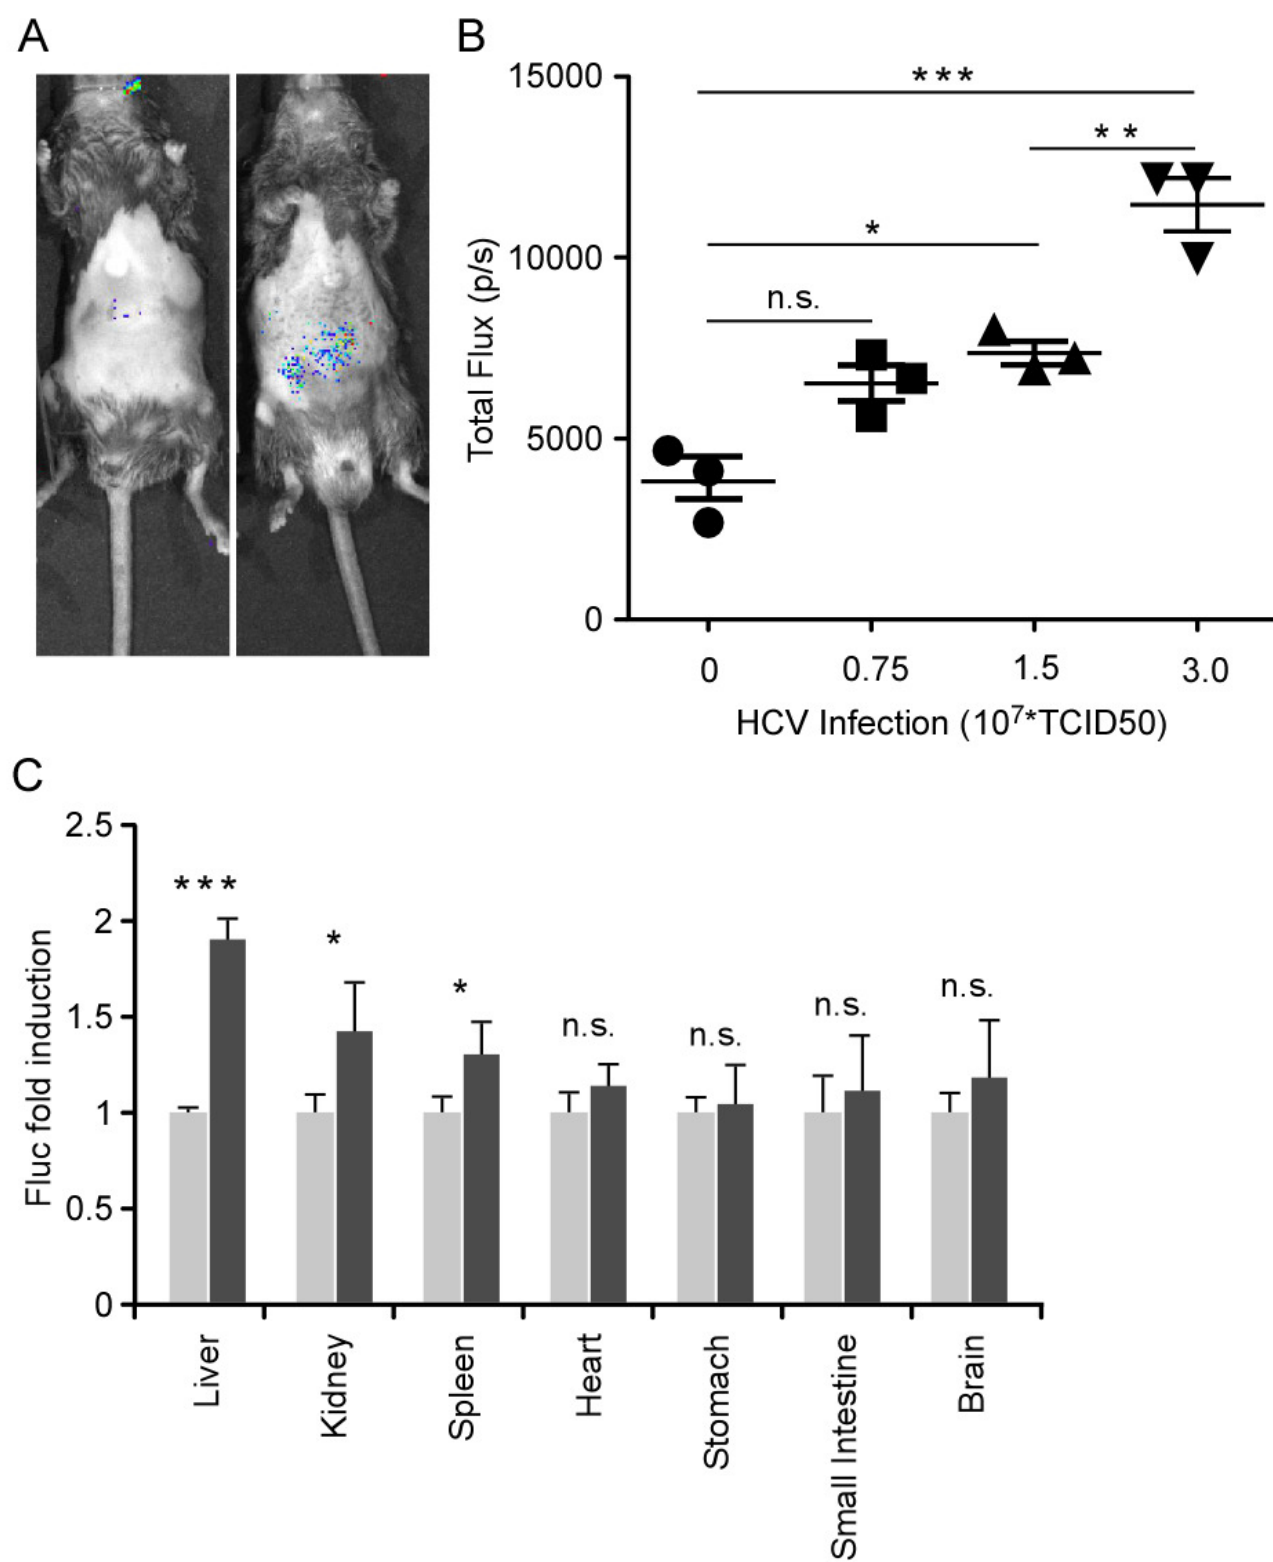 A
B
15000
10000
5000
0
Total Flux (p/s)
***
* *
*
n.s.
0
0.75
1.5
3.0
HCV Infection (10⁷*TCID50)
C
2.5
2
1.5
1
0.5
0
Fluc fold induction
***
*
*
n.s.
n.s.
n.s.
n.s.
Liver
Kidney
Spleen
Heart
Stomach
Small Intestine
Brain